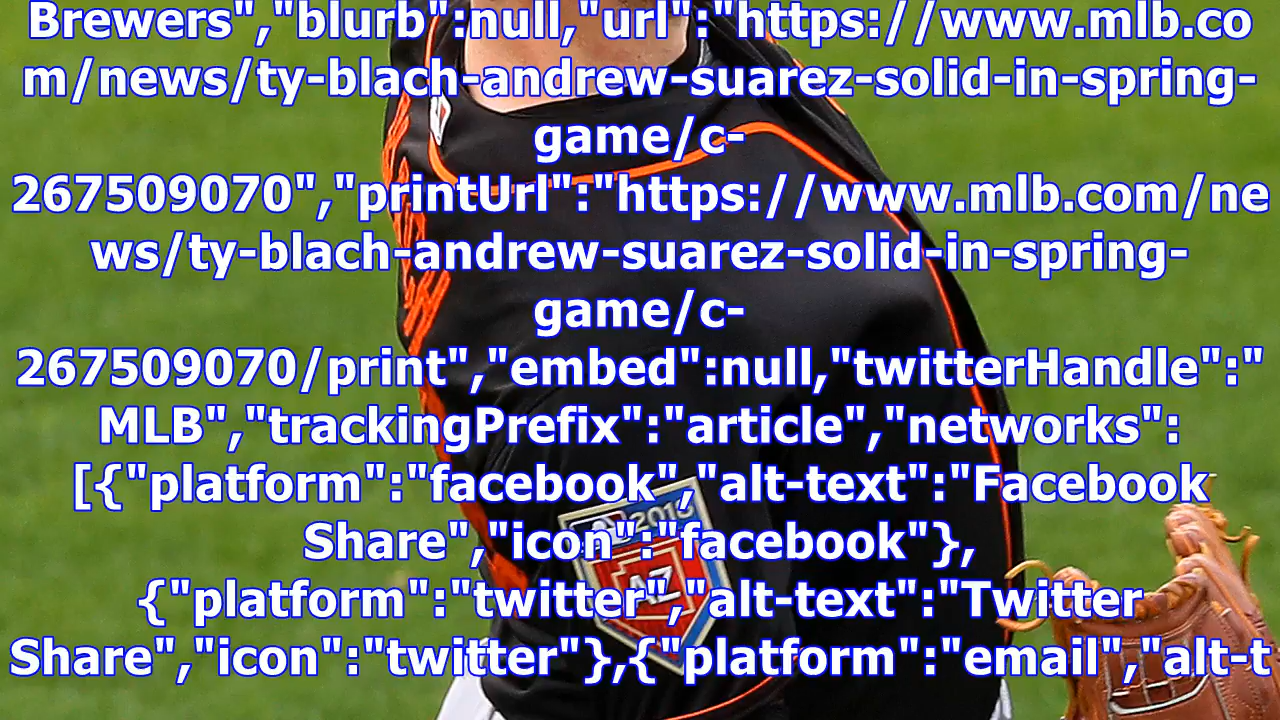 Brewers","blurb":null,"url":"https://www.mlb.co
m/news/ty-blach-andrew-suarez-solid-in-spring-
game/c-
267509070","printUrl":"https://www.mlb.com/ne
ws/ty-blach-andrew-suarez-solid-in-spring-
game/c-
267509070/print","embed":null,"twitterHandle":"
MLB","trackingPrefix":"article","networks":
[{"platform":"facebook","alt-text":"Facebook
Share","icon":"facebook"},
{"platform":"twitter","alt-text":"Twitter
Share","icon":"twitter"},{"platform":"email","alt-t
2018
AZ